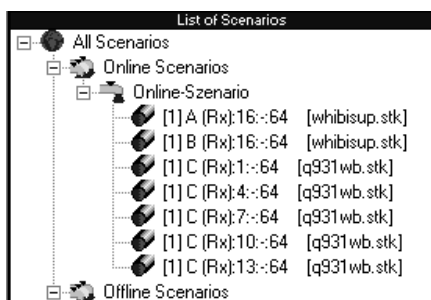 List of Scenarios
All Scenarios
Online Scenarios
Online-Szenario
[1] A (Rx):16:-:64 [whibisup.stk]
[1] B (Rx):16:-:64 [whibisup.stk]
[1] C (Rx):1:-:64 [q931wb.stk]
[1] C (Rx):4:-:64 [q931wb.stk]
[1] C (Rx):7:-:64 [q931wb.stk]
[1] C (Rx):10:-:64 [q931wb.stk]
[1] C (Rx):13:-:64 [q931wb.stk]
Offline Scenarios